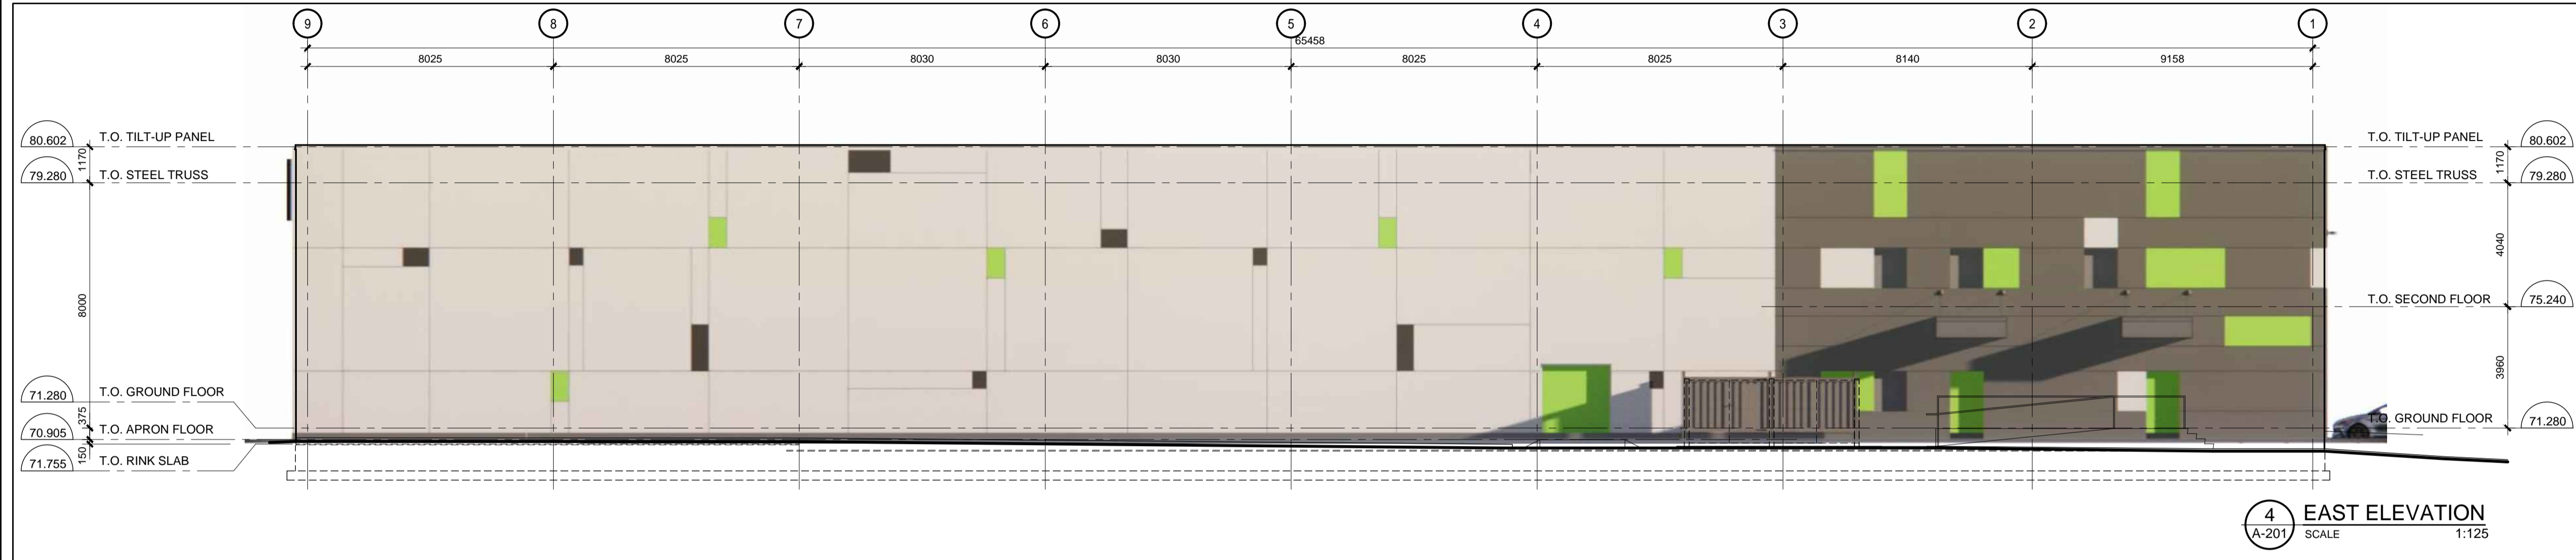 9 8 7 6 5 4 3 2 1
65458
8025 8025 8030 8030 8025 8025 8140 9158
80.602 T.O. TILT-UP PANEL
1170
79.280 T.O. STEEL TRUSS
8000
71.280 T.O. GROUND FLOOR
375
70.905 T.O. APRON FLOOR
150
71.755 T.O. RINK SLAB
T.O. TILT-UP PANEL 80.602
1170
T.O. STEEL TRUSS 79.280
4040
T.O. SECOND FLOOR 75.240
3960
T.O. GROUND FLOOR 71.280
4 EAST ELEVATION
A-201 SCALE 1:125